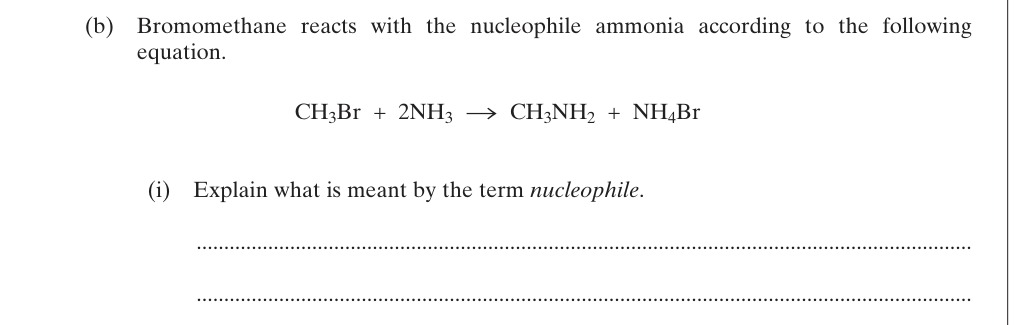 (b) Bromomethane reacts with the nucleophile ammonia according to the following
equation.
CH₃Br + 2NH₃ ⟶ CH₃NH₂ + NH₄Br
(i) Explain what is meant by the term nucleophile.